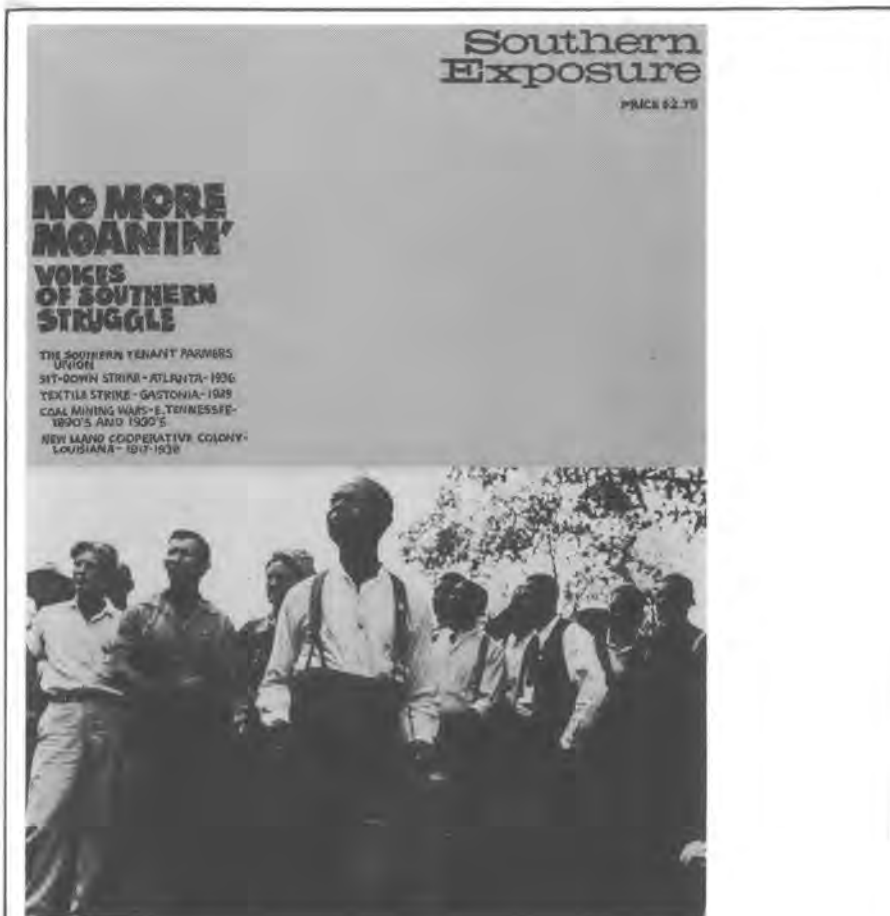 Southern
Exposure
PRICE $2.75
NO MORE
MOANIN'
VOICES
OF SOUTHERN
STRUGGLE
THE SOUTHERN TENANT FARMERS
UNION
SIT-DOWN STRIKE - ATLANTA - 1936
TEXTILE STRIKE - GASTONIA - 1929
COAL MINING WARS - E. TENNESSEE -
1890'S AND 1930'S
NEW LLANO COOPERATIVE COLONY -
LOUISIANA - 1917-1938